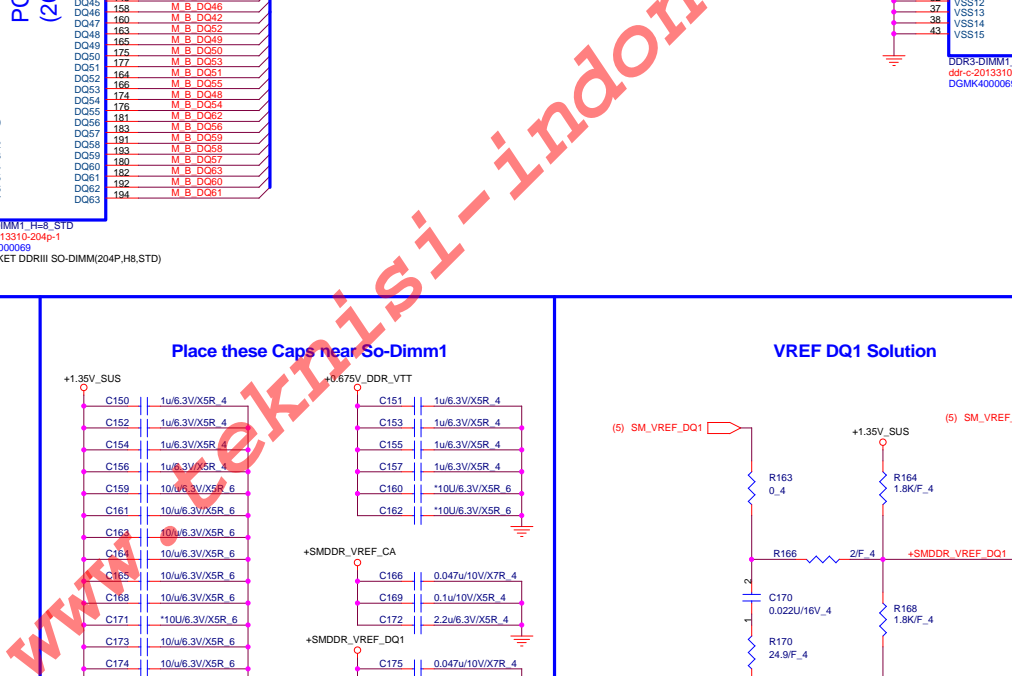 PO
(20
DQ45
DQ46 158 M_B_DQ46
DQ47 160 M_B_DQ42
DQ48 163 M_B_DQ52
DQ49 165 M_B_DQ49
DQ50 175 M_B_DQ50
DQ51 177 M_B_DQ53
DQ52 164 M_B_DQ51
DQ53 166 M_B_DQ55
DQ54 174 M_B_DQ48
DQ55 176 M_B_DQ54
DQ56 181 M_B_DQ62
DQ57 183 M_B_DQ56
DQ58 191 M_B_DQ59
DQ59 193 M_B_DQ58
DQ60 180 M_B_DQ57
DQ61 182 M_B_DQ63
DQ62 192 M_B_DQ60
DQ63 194 M_B_DQ61
IMM1_H=8_STD
13310-204p-1
000069
KET DDRIII SO-DIMM(204P,H8,STD)
VSS12
37 VSS13
38 VSS14
43 VSS15
DDR3-DIMM1_
ddr-c-2013310
DGMK4000069
www.teknisi-indon
Place these Caps near So-Dimm1
+1.35V_SUS
C150 1u/6.3V/X5R_4
C152 1u/6.3V/X5R_4
C154 1u/6.3V/X5R_4
C156 1u/6.3V/X5R_4
C159 10/u/6.3V/X5R_6
C161 10/u/6.3V/X5R_6
C163 10/u/6.3V/X5R_6
C164 10/u/6.3V/X5R_6
C165 10/u/6.3V/X5R_6
C168 10/u/6.3V/X5R_6
C171 *10U/6.3V/X5R_6
C173 10/u/6.3V/X5R_6
C174 10/u/6.3V/X5R_6
+0.675V_DDR_VTT
C151 1u/6.3V/X5R_4
C153 1u/6.3V/X5R_4
C155 1u/6.3V/X5R_4
C157 1u/6.3V/X5R_4
C160 *10U/6.3V/X5R_6
C162 *10U/6.3V/X5R_6
+SMDDR_VREF_CA
C166 0.047u/10V/X7R_4
C169 0.1u/10V/X5R_4
C172 2.2u/6.3V/X5R_4
+SMDDR_VREF_DQ1
C175 0.047u/10V/X7R_4
VREF DQ1 Solution
(5) SM_VREF_DQ1
(5) SM_VREF_
+1.35V_SUS
R163
0_4
R164
1.8K/F_4
R166 2/F_4 +SMDDR_VREF_DQ1
2
C170
0.022U/16V_4
1
R168
1.8K/F_4
R170
24.9/F_4